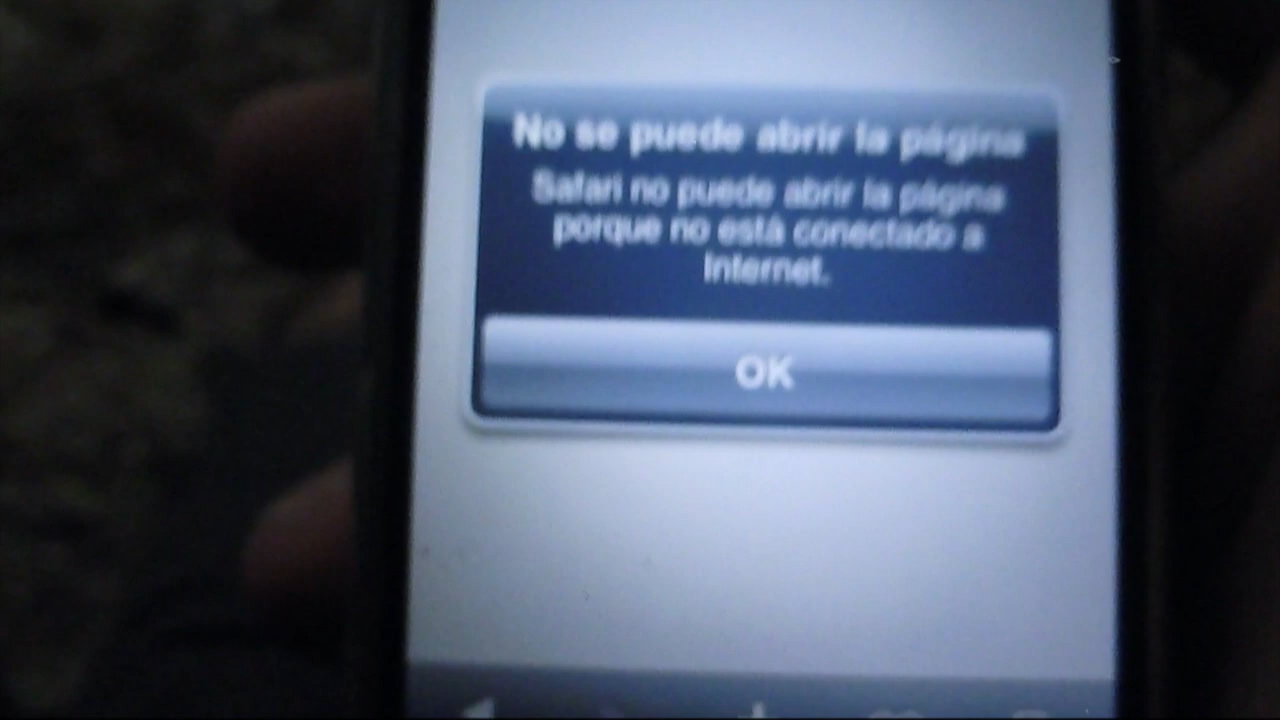 No se puede abrir la página
Safari no puede abrir la página
porque no está conectado a
Internet.
OK